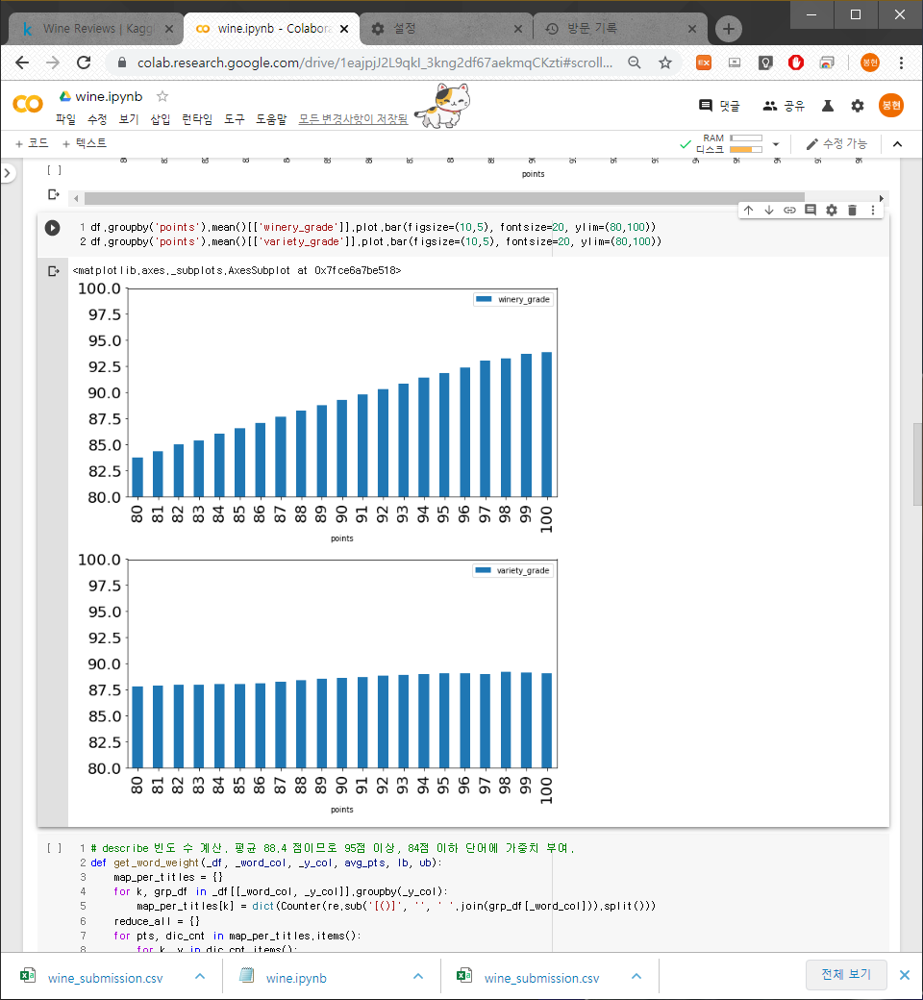 Wine Reviews | Kaggl
wine.ipynb - Colabora
설정
방문 기록
colab.research.google.com/drive/1eajpjJ2L9qkI_3kng2df67aekmqCKzti#scroll...
봉현
wine.ipynb
파일 수정 보기 삽입 런타임 도구 도움말 모든 변경사항이 저장됨
댓글 공유 봉현
+ 코드 + 텍스트
RAM
디스크
수정 가능
[ ]
points
1 df.groupby('points').mean()[['winery_grade']].plot.bar(figsize=(10,5), fontsize=20, ylim=(80,100))
2 df.groupby('points').mean()[['variety_grade']].plot.bar(figsize=(10,5), fontsize=20, ylim=(80,100))
<matplotlib.axes._subplots.AxesSubplot at 0x7fce6a7be518>
100.0
winery_grade
97.5
95.0
92.5
90.0
87.5
85.0
82.5
80.0
80 81 82 83 84 85 86 87 88 89 90 91 92 93 94 95 96 97 98 99 100
points
100.0
variety_grade
97.5
95.0
92.5
90.0
87.5
85.0
82.5
80.0
80 81 82 83 84 85 86 87 88 89 90 91 92 93 94 95 96 97 98 99 100
points
[ ] 1 # describe 빈도 수 계산. 평균 88.4 점이므로 95점 이상, 84점 이하 단어에 가중치 부여.
2 def get_word_weight(_df, _word_col, _y_col, avg_pts, lb, ub):
3 map_per_titles = {}
4 for k, grp_df in _df[[_word_col, _y_col]].groupby(_y_col):
5 map_per_titles[k] = dict(Counter(re.sub('[()]', '', ' '.join(grp_df[_word_col])).split()))
6 reduce_all = {}
7 for pts, dic_cnt in map_per_titles.items():
8 for k, v in dic_cnt.items():
wine_submission.csv
wine.ipynb
wine_submission.csv
전체 보기